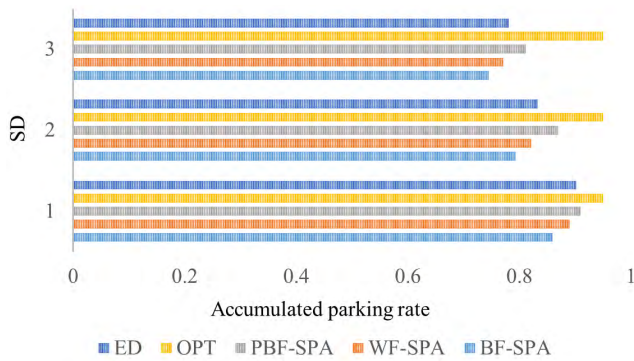 3
SD
2
1
0 0.2 0.4 0.6 0.8 1
Accumulated parking rate
ED OPT PBF-SPA WF-SPA BF-SPA